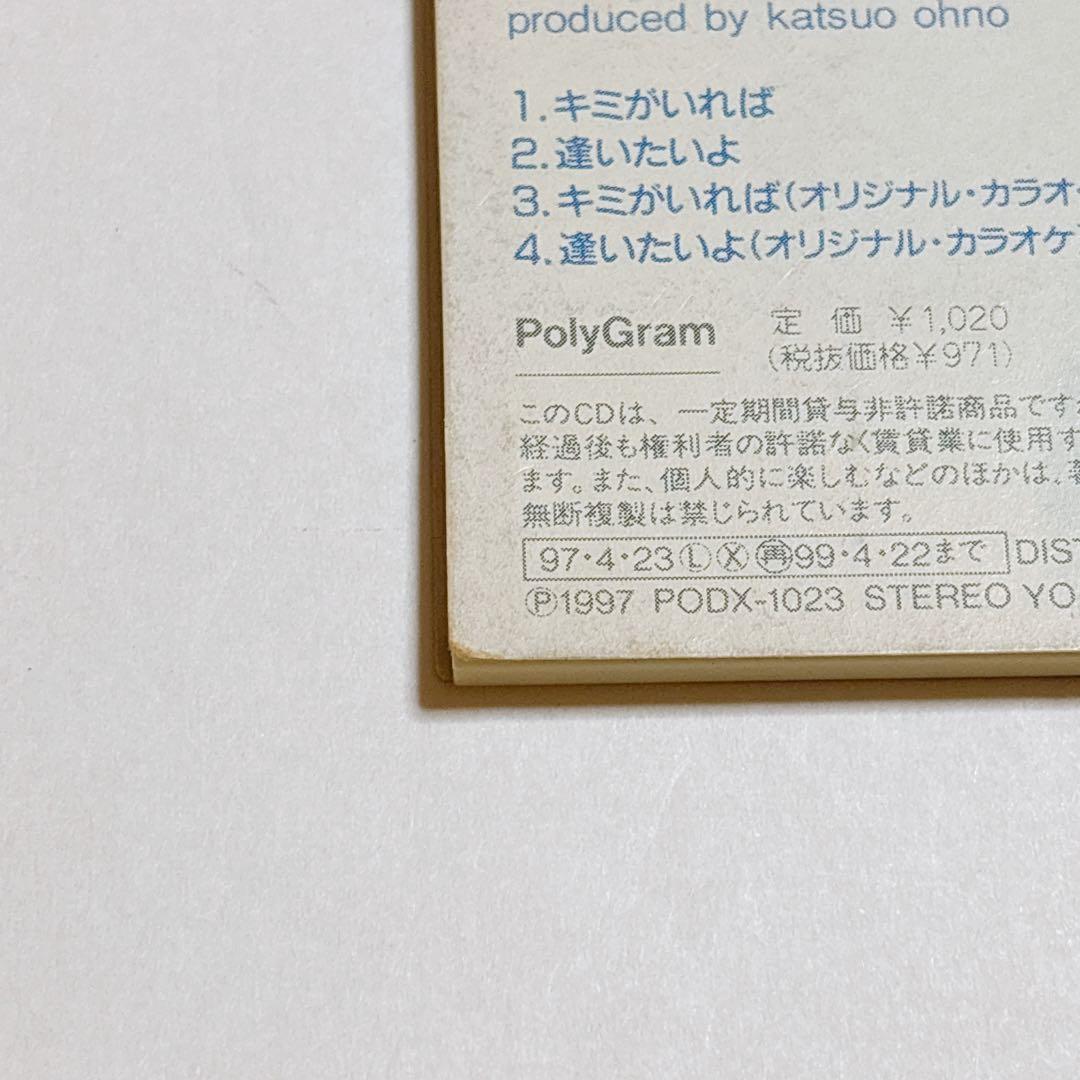 produced by katsuo ohno
1.キミがいれば
2.逢いたいよ
3.キミがいれば(オリジナル・カラオ
4.逢いたいよ(オリジナル・カラオケ
PolyGram
定 価 ¥1,020
(税抜価格¥971)
このCDは、一定期間貸与非許諾商品です
経過後も権利者の許諾なく賃貸業に使用す
ます。また、個人的に楽しむなどのほかは、著
無断複製は禁じられています。
97・4・23ⓁⓍ㊢99・4・22まで DIST
Ⓟ1997 PODX-1023 STEREO YO